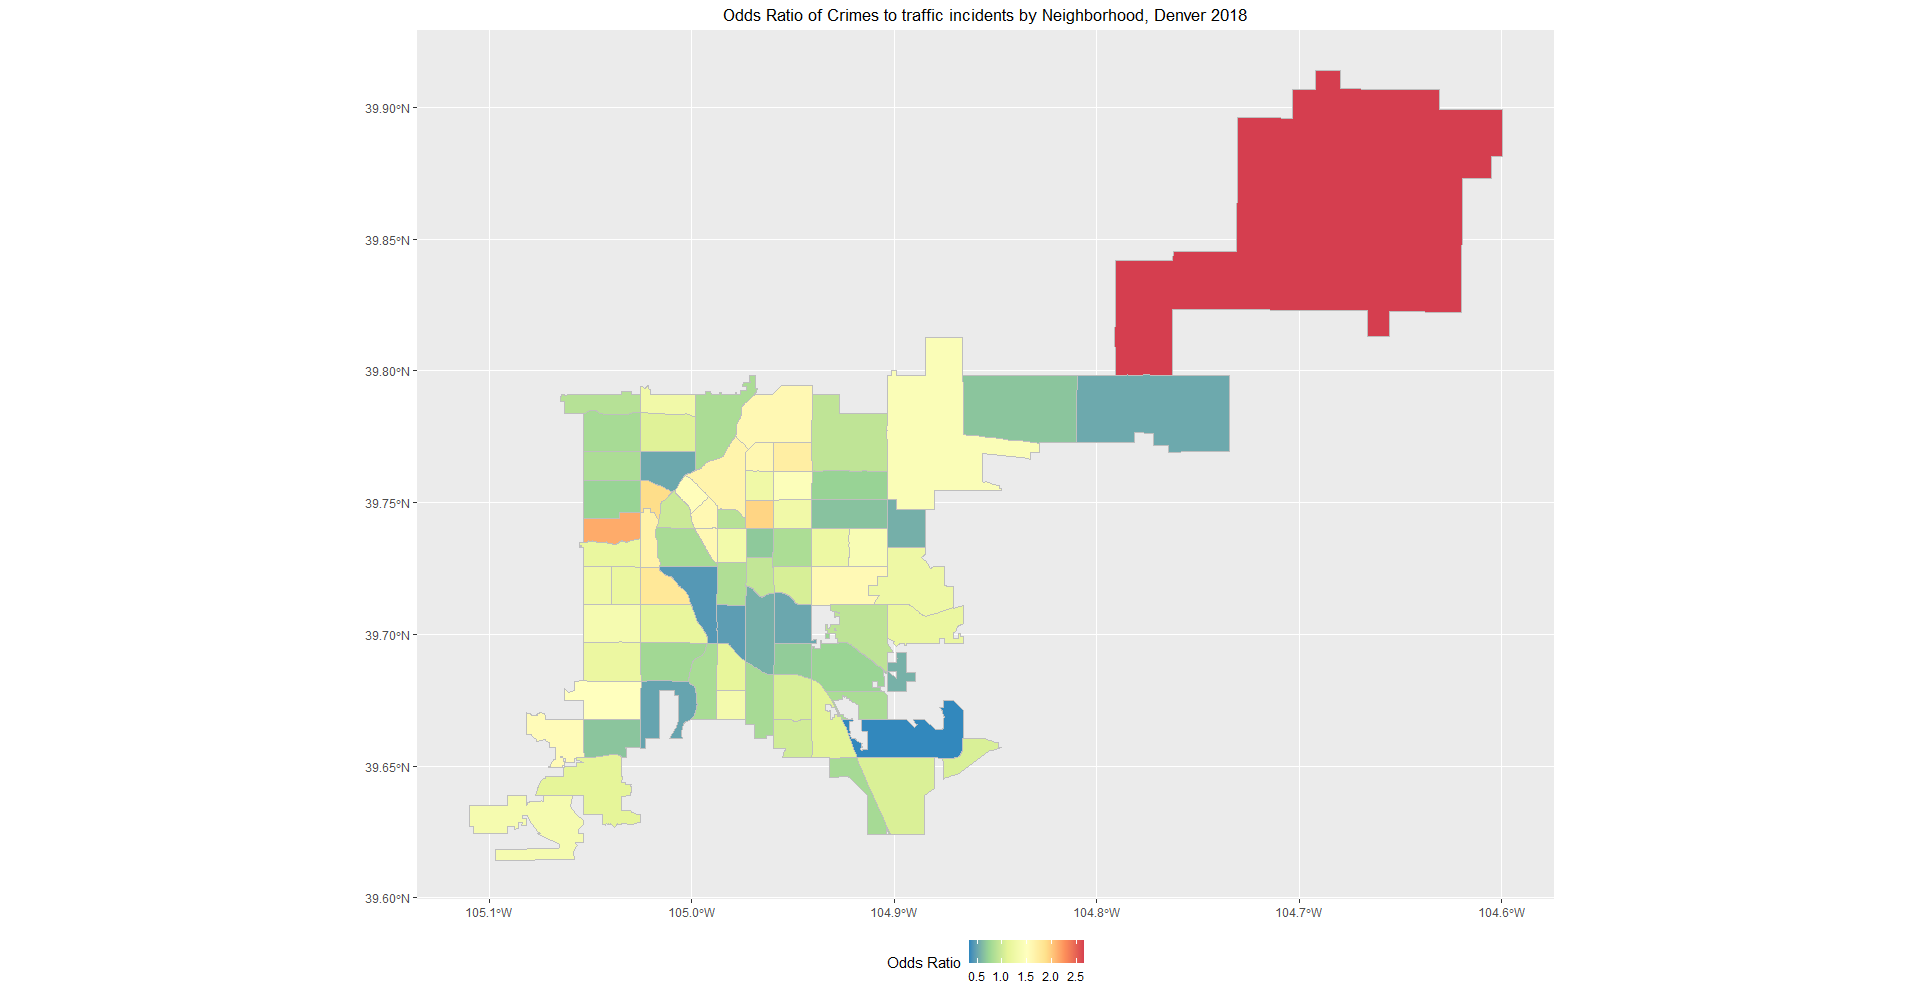 Odds Ratio of Crimes to traffic incidents by Neighborhood, Denver 2018
39.90°N
39.85°N
39.80°N
39.75°N
39.70°N
39.65°N
39.60°N
105.1°W 105.0°W 104.9°W 104.8°W 104.7°W 104.6°W
Odds Ratio
0.5 1.0 1.5 2.0 2.5